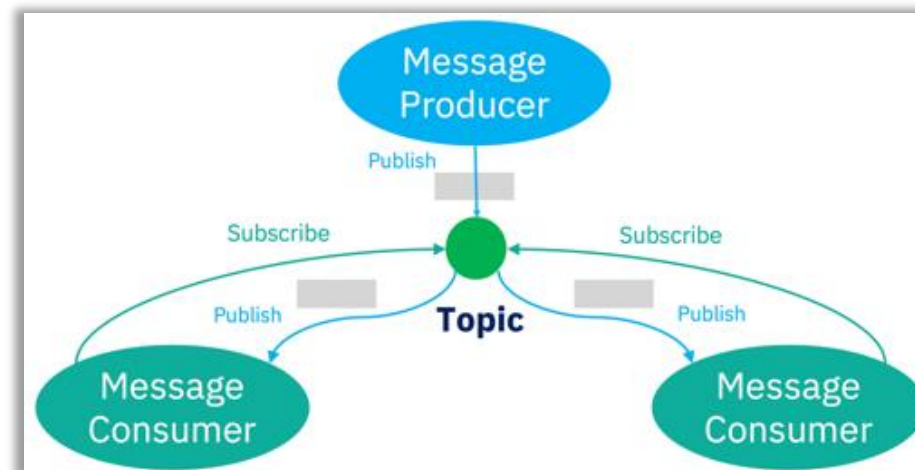 Message
Producer
Publish
Subscribe
Subscribe
Publish
Topic
Publish
Message
Consumer
Message
Consumer